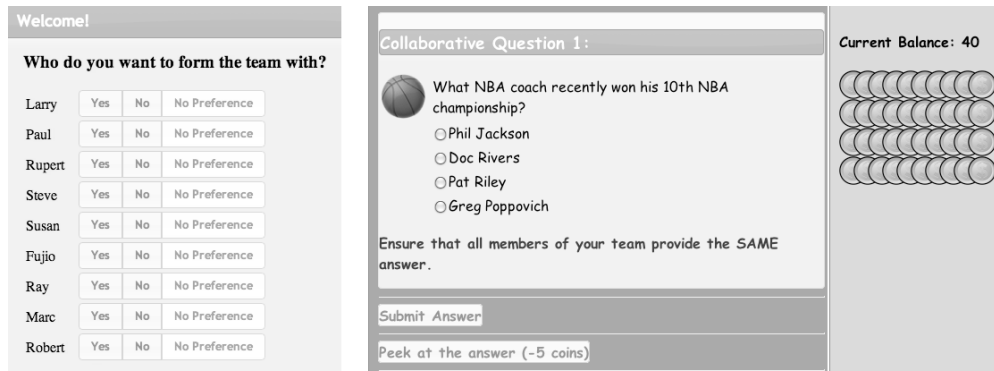 Welcome!
Who do you want to form the team with?
Larry Yes No No Preference
Paul Yes No No Preference
Rupert Yes No No Preference
Steve Yes No No Preference
Susan Yes No No Preference
Fujio Yes No No Preference
Ray Yes No No Preference
Marc Yes No No Preference
Robert Yes No No Preference
Collaborative Question 1:
What NBA coach recently won his 10th NBA
championship?
Phil Jackson
Doc Rivers
Pat Riley
Greg Poppovich
Ensure that all members of your team provide the SAME
answer.
Submit Answer
Peek at the answer (-5 coins)
Current Balance: 40